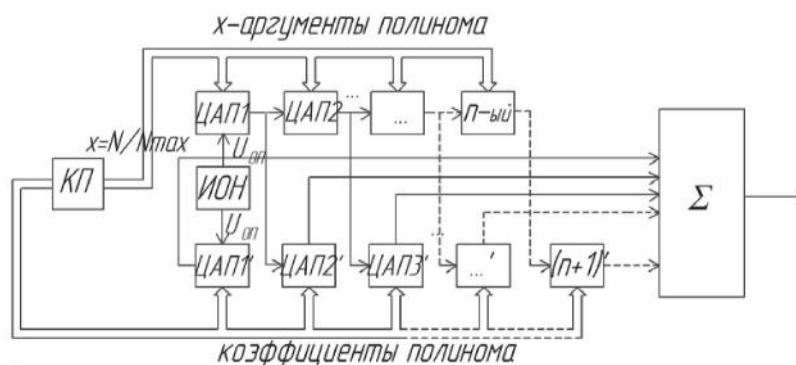 x-аргументы полинома
ЦАП1
ЦАП2
...
...
n-ый
x=N/Nmax
Uоп
КП
ИОН
Σ
Uоп
...
ЦАП1'
ЦАП2'
ЦАП3'
...'
(n+1)'
коэффициенты полинома